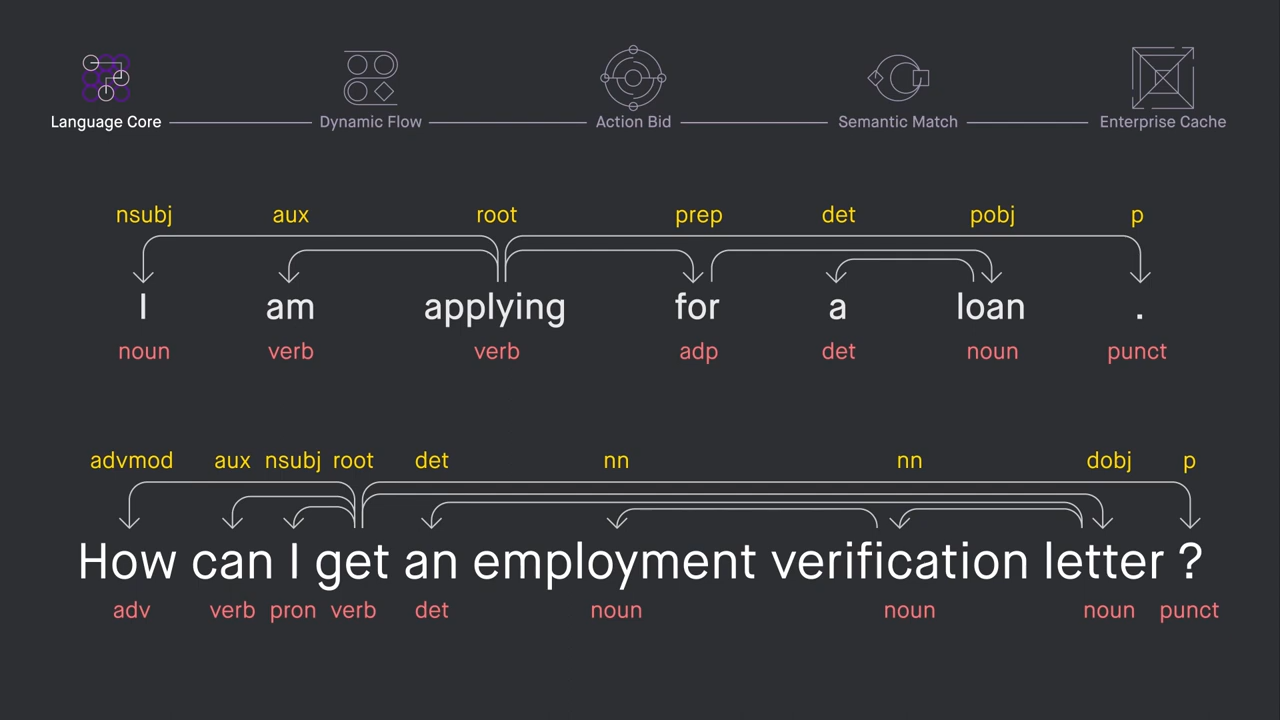 Language Core Dynamic Flow Action Bid Semantic Match Enterprise Cache
nsubj aux root prep det pobj p
I am applying for a loan .
noun verb verb adp det noun punct
advmod aux nsubj root det nn nn dobj p
How can I get an employment verification letter ?
adv verb pron verb det noun noun noun punct